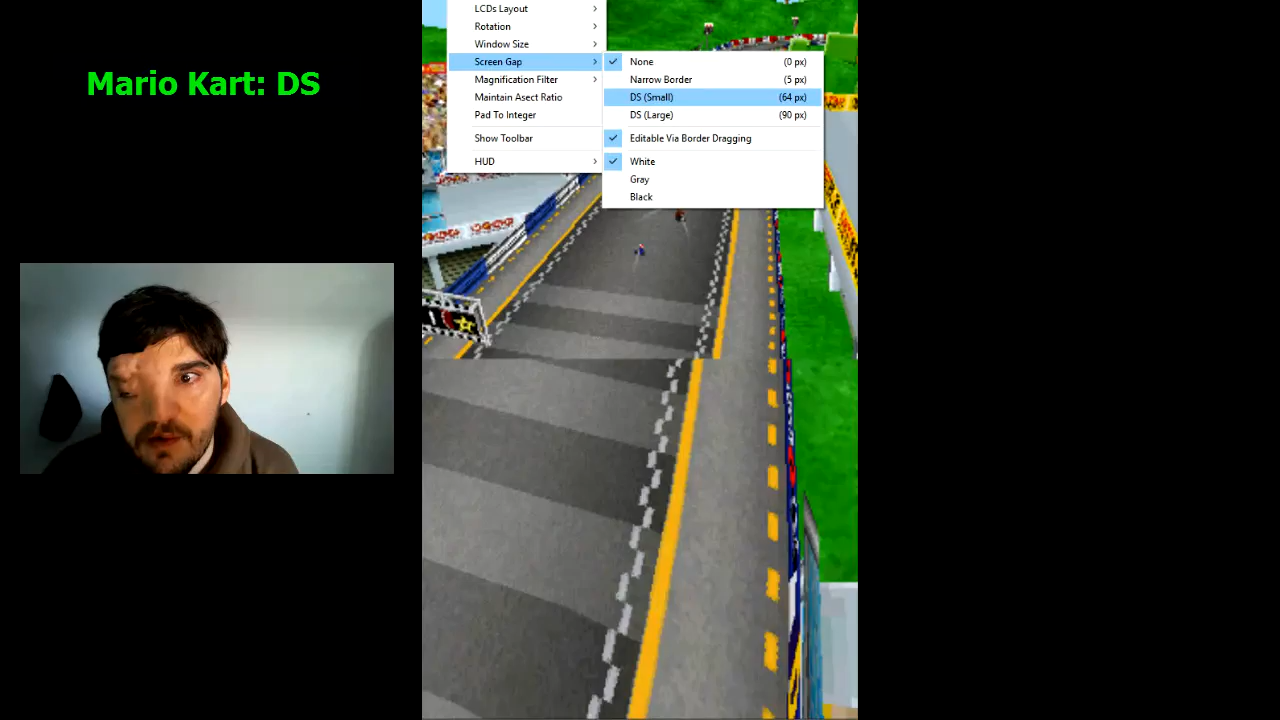 Mario Kart: DS
LCDs Layout
Rotation
Window Size
Screen Gap
Magnification Filter
Maintain Asect Ratio
Pad To Integer
Show Toolbar
HUD
None (0 px)
Narrow Border (5 px)
DS (Small) (64 px)
DS (Large) (90 px)
Editable Via Border Dragging
White
Gray
Black